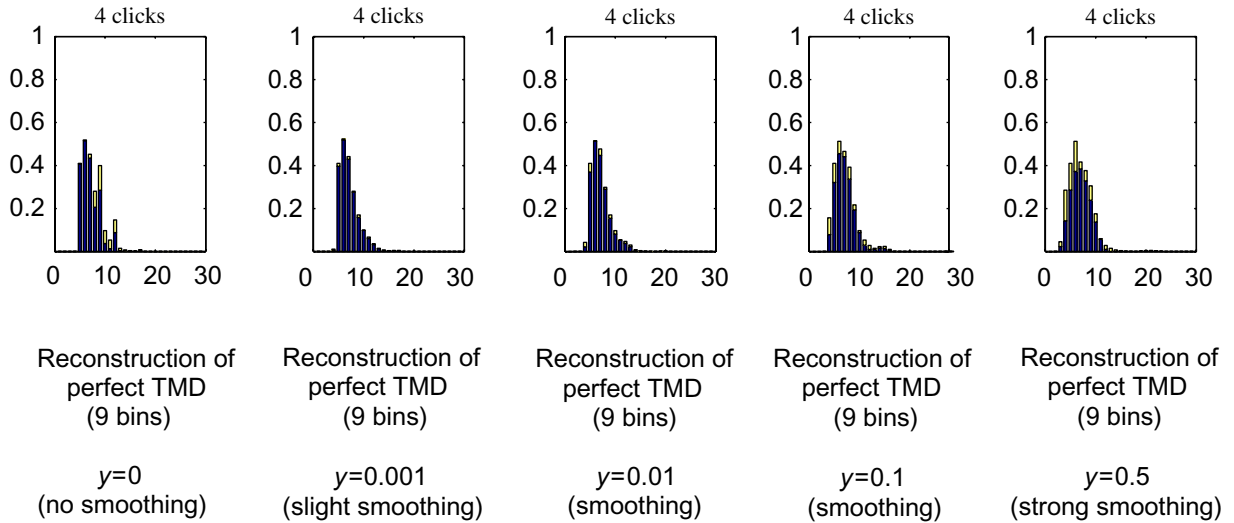 4 clicks
1
0.8
0.6
0.4
0.2
0 10 20 30
Reconstruction of
perfect TMD
(9 bins)
y=0
(no smoothing)
4 clicks
1
0.8
0.6
0.4
0.2
0 10 20 30
Reconstruction of
perfect TMD
(9 bins)
y=0.001
(slight smoothing)
4 clicks
1
0.8
0.6
0.4
0.2
0 10 20 30
Reconstruction of
perfect TMD
(9 bins)
y=0.01
(smoothing)
4 clicks
1
0.8
0.6
0.4
0.2
0 10 20 30
Reconstruction of
perfect TMD
(9 bins)
y=0.1
(smoothing)
4 clicks
1
0.8
0.6
0.4
0.2
0 10 20 30
Reconstruction of
perfect TMD
(9 bins)
y=0.5
(strong smoothing)